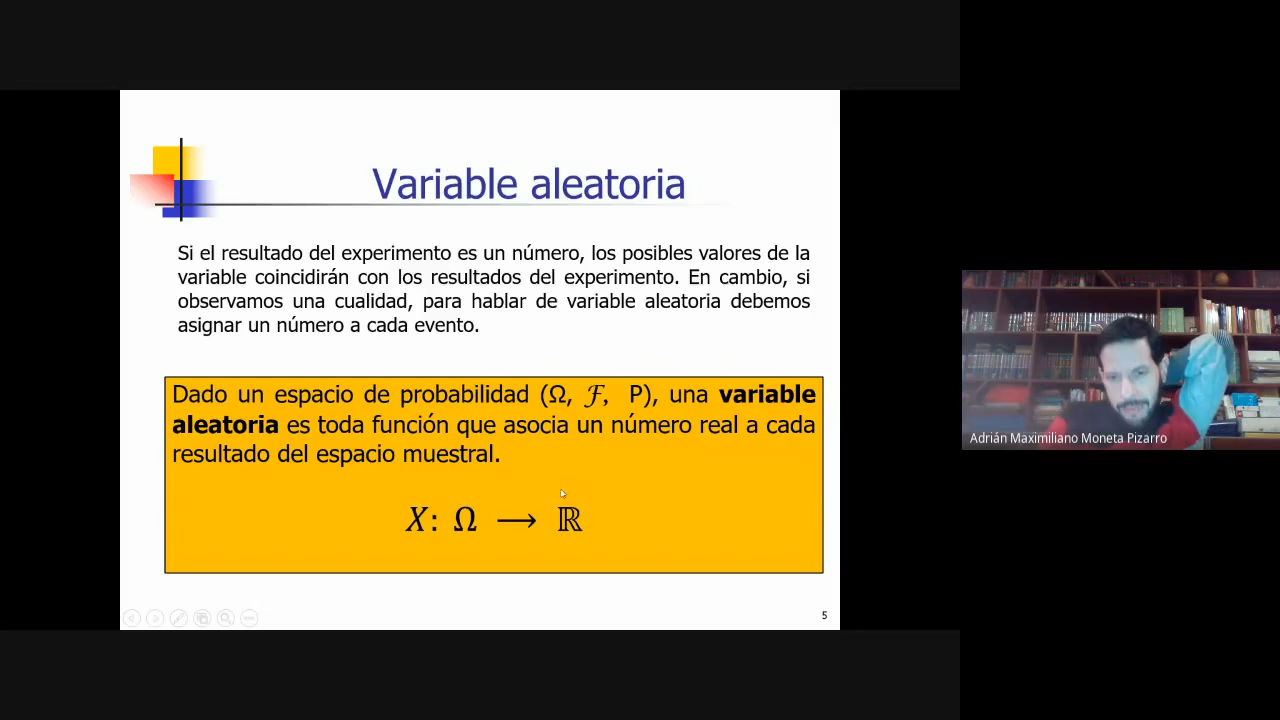 Variable aleatoria
Si el resultado del experimento es un número, los posibles valores de la
variable coincidirán con los resultados del experimento. En cambio, si
observamos una cualidad, para hablar de variable aleatoria debemos
asignar un número a cada evento.
Dado un espacio de probabilidad (Ω, ℱ, P), una variable
aleatoria es toda función que asocia un número real a cada
resultado del espacio muestral.
X: Ω ⟶ ℝ
5
Adrián Maximiliano Moneta Pizarro